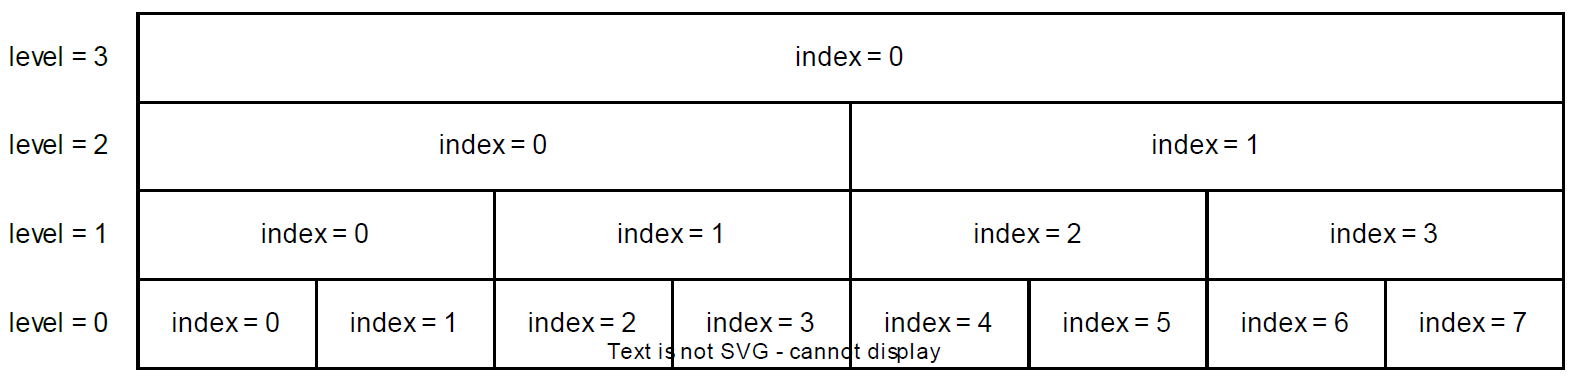 level = 3
index = 0
level = 2
index = 0
index = 1
level = 1
index = 0
index = 1
index = 2
index = 3
level = 0
index = 0
index = 1
index = 2
index = 3
index = 4
index = 5
index = 6
index = 7
Text is not SVG - cannot display